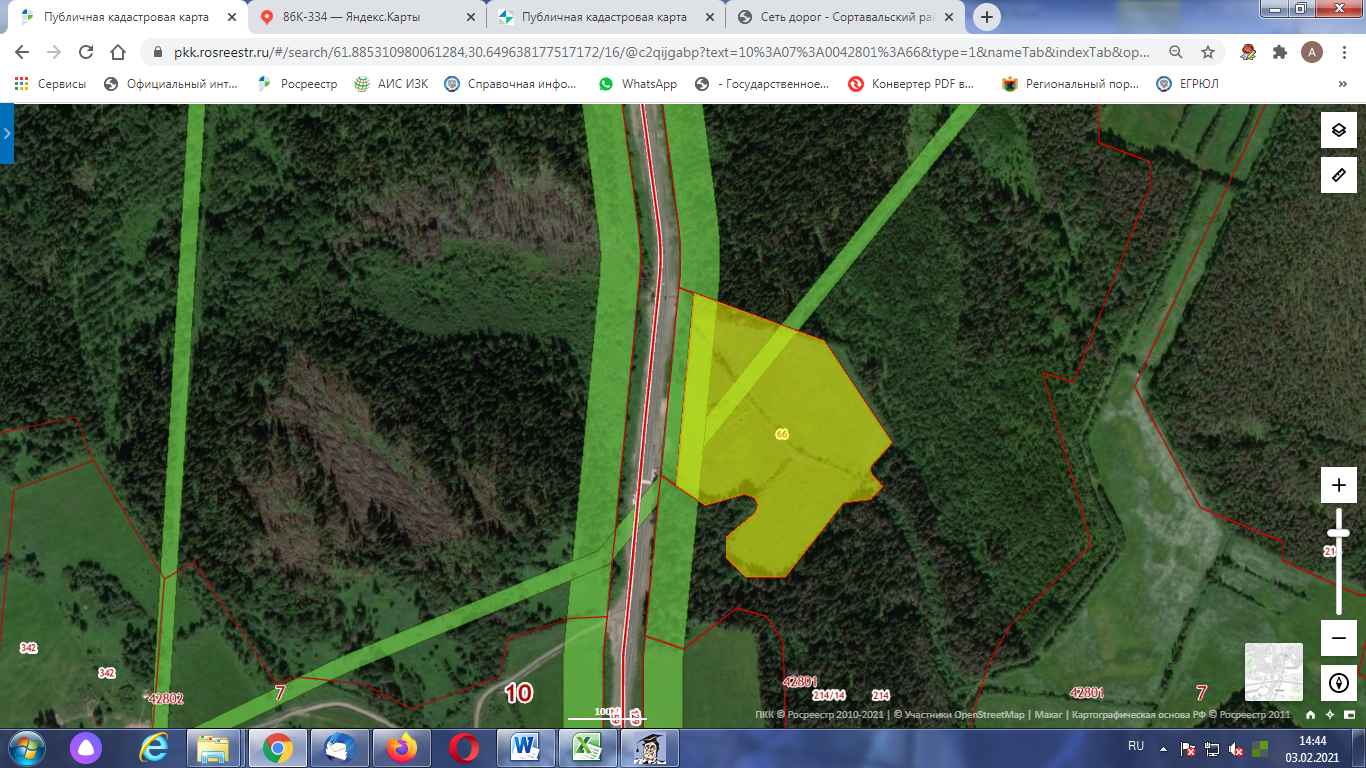 Публичная кадастровая карта
86К-334 — Яндекс.Карты
Публичная кадастровая карта
Сеть дорог - Сортавальский рай
pkk.rosreestr.ru/#/search/61.885310980061284,30.649638177517172/16/@c2qijgabp?text=10%3A07%3A0042801%3A66&type=1&nameTab&indexTab&op...
A
Сервисы
Официальный инт...
Росреестр
АИС ИЗК
Справочная инфо...
WhatsApp
- Государственное...
Конвертер PDF в...
Региональный пор...
ЕГРЮЛ
»
66
+
214
−
342
342
42802
7
10
42801
214/14
214
42801
7
ПКК © Росреестр 2010-2021 | © Участники OpenStreetMap | Maxar | Картографическая основа РФ © Росреестр 2011
RU
14:44
03.02.2021